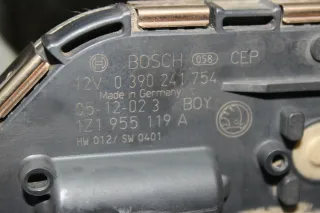 BOSCH 058 CEP
12V 0 390 241 754
Made in Germany
05-12-02 3 BOY
1Z1 955 119 A
HW 012/ SW 0401